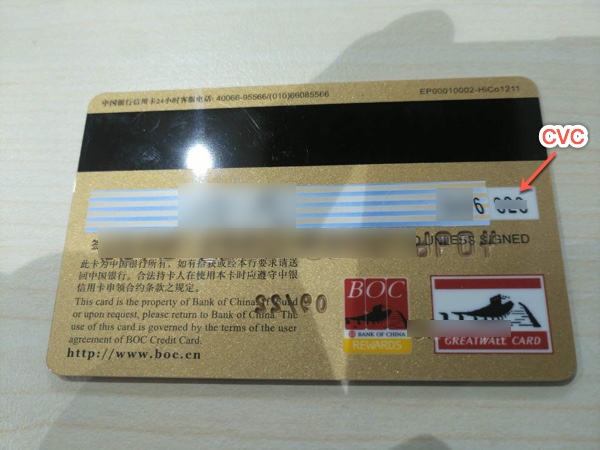 中国银行信用卡24小时客服电话: 40066-95566/(010)66085566
EP00010002-HiCo1211
CVC
UNLESS SIGNED
此卡为中国银行所有，如有拾获或经本行要求请送
回中国银行。合法持卡人在使用本卡时应遵守中银
信用卡申领合约条款之规定。
This card is the property of Bank of China. If found
or upon request, please return to Bank of China. The
use of this card is governed by the terms of the user
agreement of BOC Credit Card.
http://www.boc.cn
BOC
BANK OF CHINA
REWARDS
GREATWALL CARD